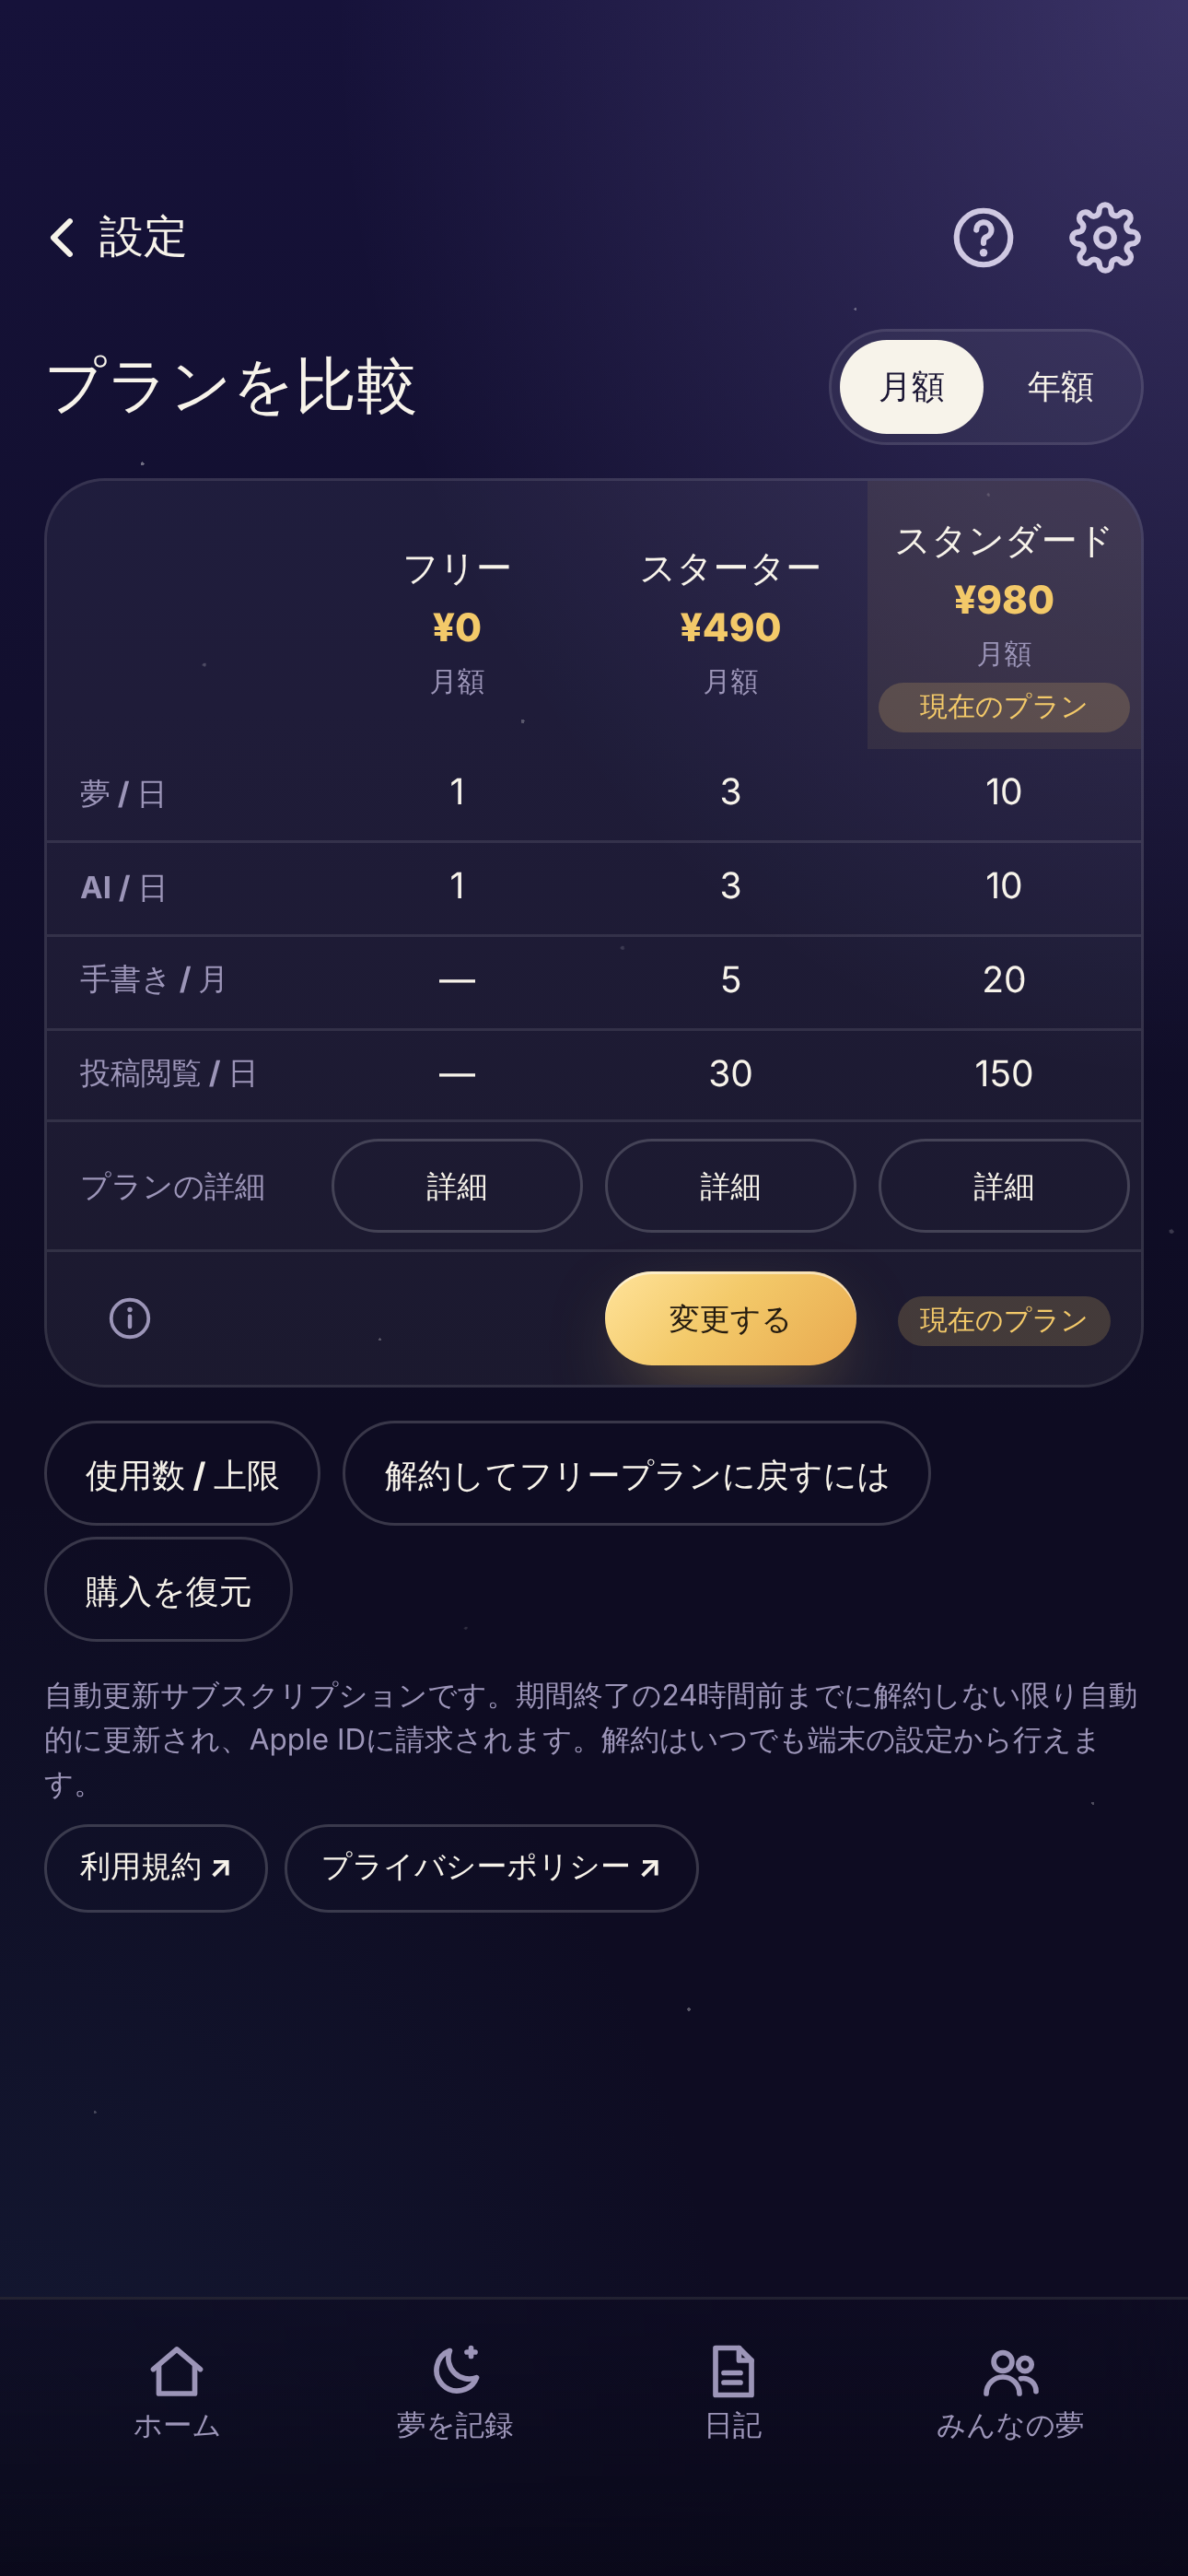 設定
プランを比較
月額 年額
フリー スターター スタンダード
¥0 ¥490 ¥980
月額 月額 月額
現在のプラン
夢 / 日 1 3 10
AI / 日 1 3 10
手書き / 月 — 5 20
投稿閲覧 / 日 — 30 150
プランの詳細 詳細 詳細 詳細
変更する 現在のプラン
使用数 / 上限 解約してフリープランに戻すには
購入を復元
自動更新サブスクリプションです。期間終了の24時間前までに解約しない限り自動
的に更新され、Apple IDに請求されます。解約はいつでも端末の設定から行えま
す。
利用規約 プライバシーポリシー
ホーム 夢を記録 日記 みんなの夢